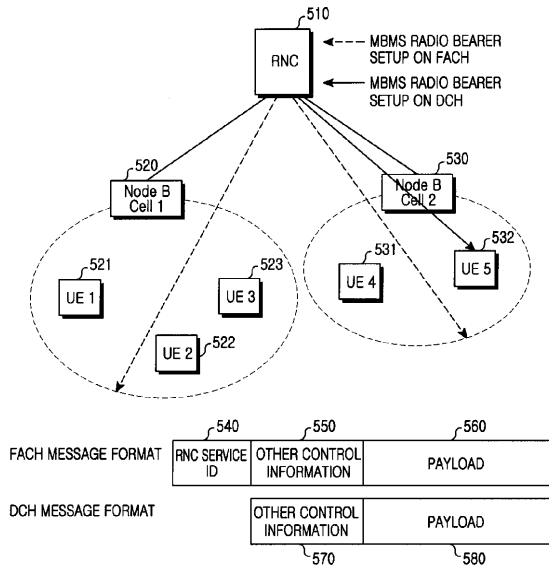 510
RNC
MBMS RADIO BEARER
SETUP ON FACH
MBMS RADIO BEARER
SETUP ON DCH
520
Node B
Cell 1
530
Node B
Cell 2
521
UE 1
523
UE 3
UE 2
522
531
UE 4
532
UE 5
540
550
560
FACH MESSAGE FORMAT
RNC SERVICE
ID
OTHER CONTROL
INFORMATION
PAYLOAD
DCH MESSAGE FORMAT
OTHER CONTROL
INFORMATION
PAYLOAD
570
580